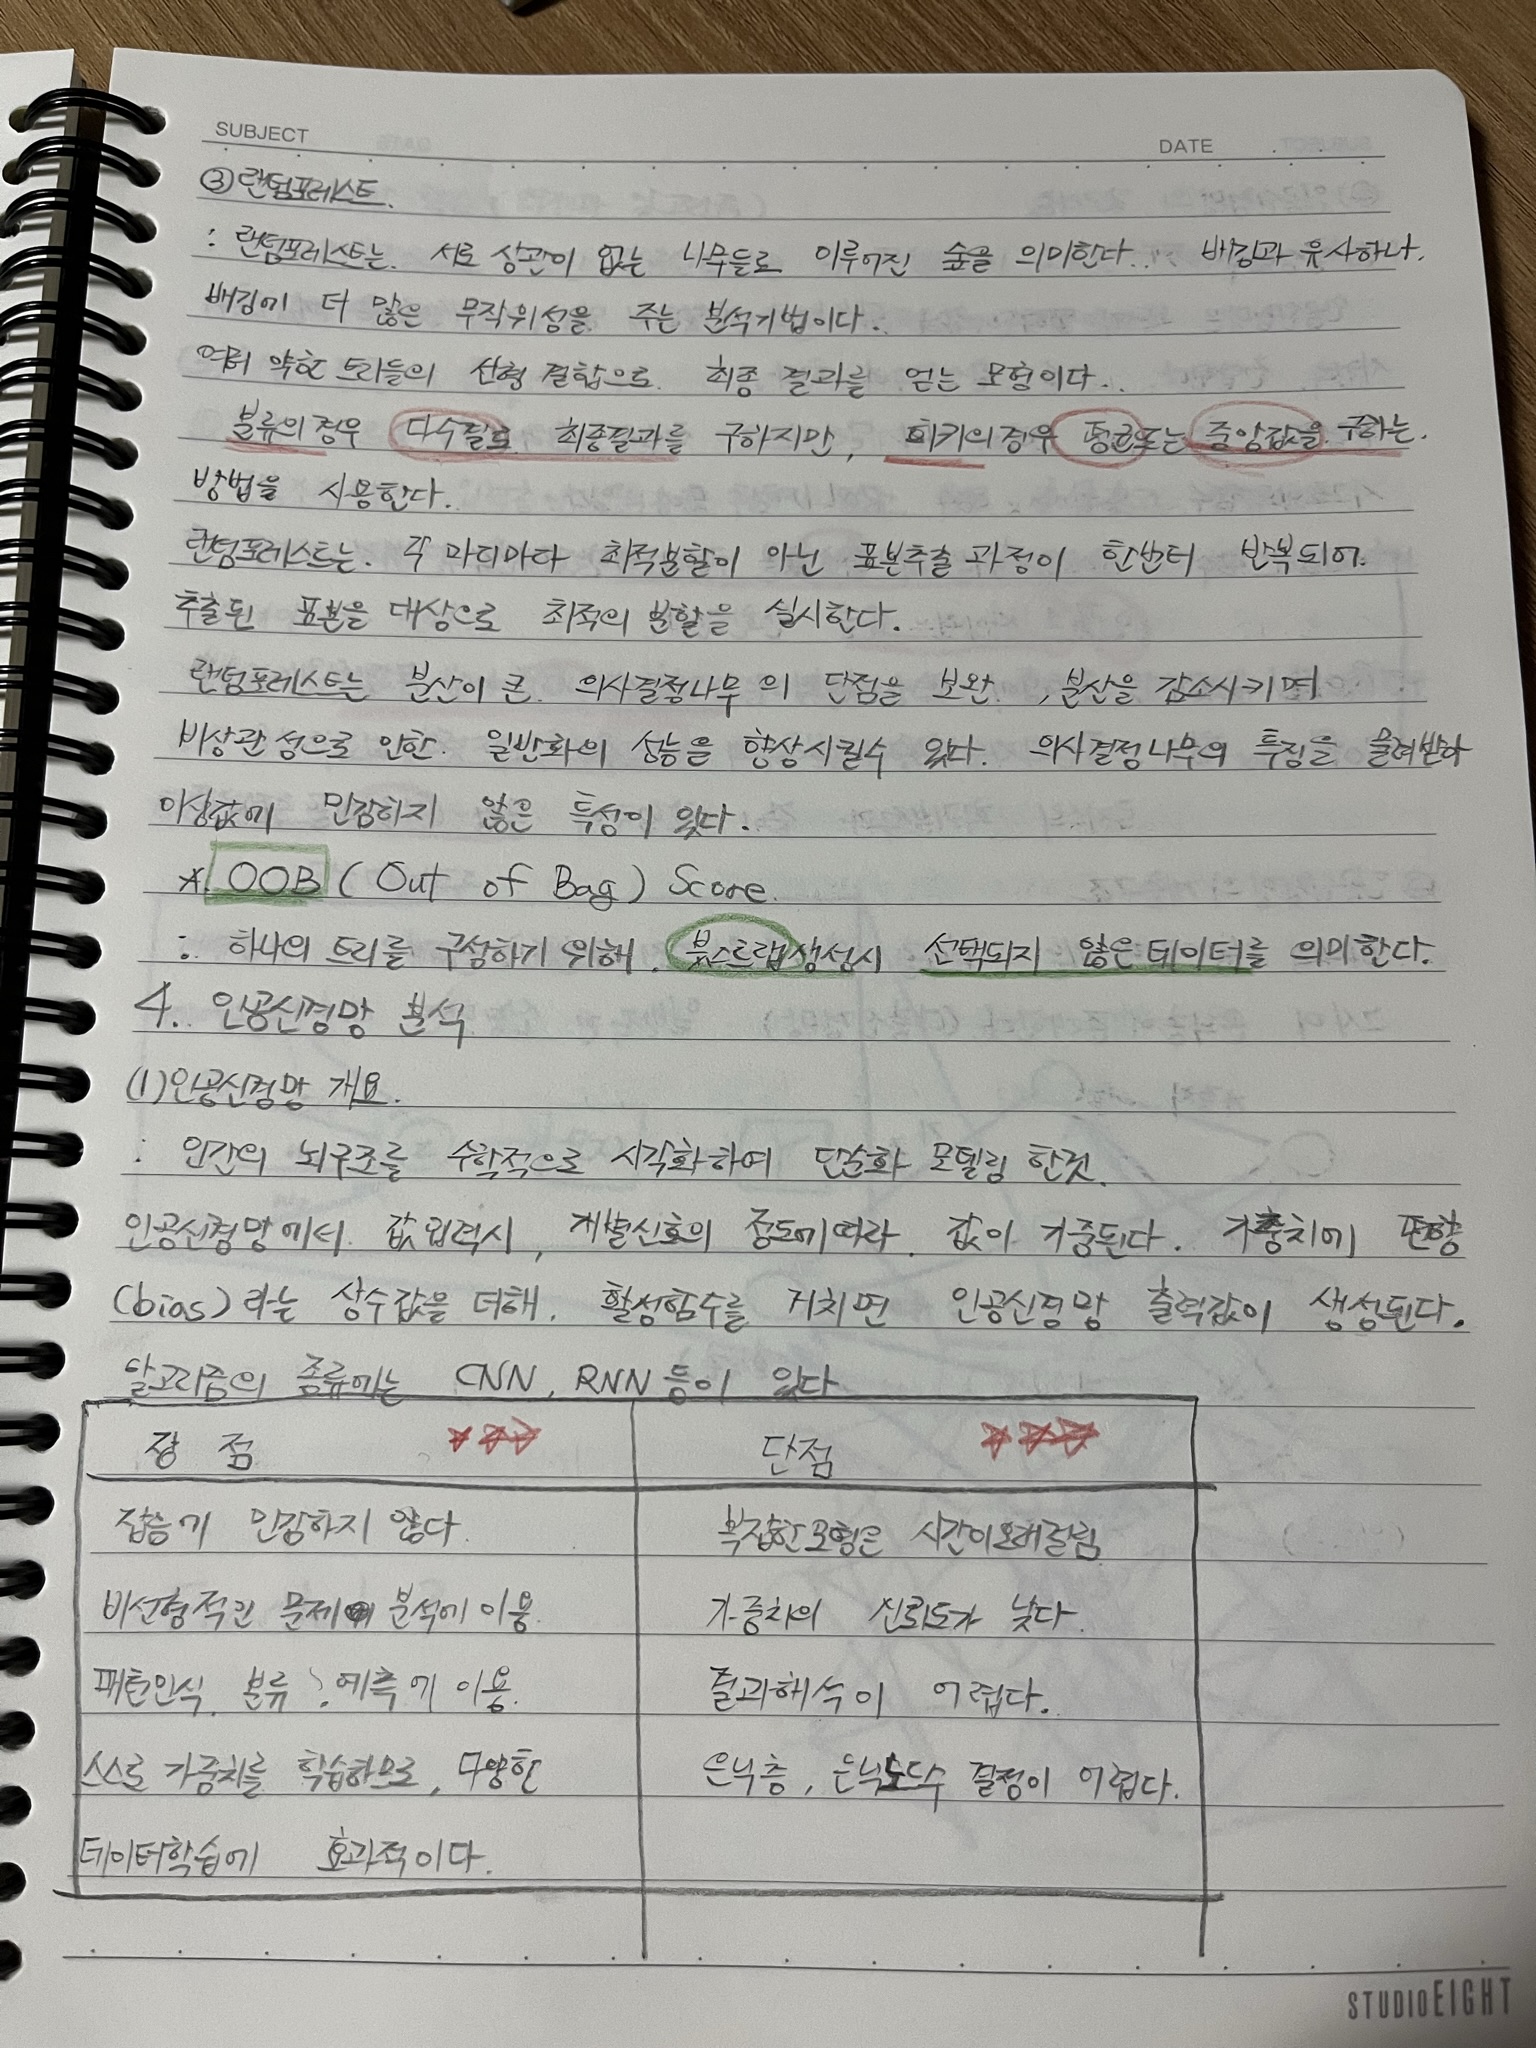 SUBJECT
DATE
③랜덤포레스트.
: 랜덤포레스트는. 서로 상관이 없는 나무들로 이루어진 숲을 의미한다.. 배깅과 유사하나.
배깅에 더 많은 무작위성을 주는 분석기법이다.
여러 약한 트리들의 선형 결합으로 최종 결과를 얻는 모형이다..
분류의 경우 다수결로 최종결과를 구하지만, 회귀의 경우 평균또는 중앙값을 구하는.
방법을 사용한다.
랜덤포레스트는. 각 마디마다 최적분할이 아닌 표본추출 과정이 한번더 반복되어.
추출된 표본을 대상으로 최적의 분할을 실시한다.
랜덤포레스트는 분산이 큰 의사결정나무의 단점을 보완, 분산을 감소시키며
비상관성으로 인한 일반화의 성능을 향상시킬수 있다. 의사결정나무의 특징을 물려받아
이상값에 민감하지 않은 특성이 있다.
*. OOB ( Out of Bag ) Score.
: 하나의 트리를 구성하기 위해. 붓스트랩 생성시 선택되지 않은 데이터를 의미한다.
4. 인공신경망 분석
(1)인공신경망 개요.
: 인간의 뇌구조를 수학적으로 시각화하여 단순화 모델링 한것.
인공신경망에서 값 입력시, 개별신호의 정도에따라. 값이 가중된다. 가중치에 편향
(bias)라는 상수값을 더해. 활성함수를 거치면 인공신경망 출력값이 생성된다.
알고리즘의 종류에는 CNN, RNN 등이 있다
장 점
단점
잡음에 민감하지 않다.
복잡한모형은 시간이오래걸림
비선형적인 문제 분석에 이용.
가중치의 신뢰도가 낮다.
패턴인식, 분류, 예측에 이용.
결과해석이 어렵다.
스스로 가중치를 학습하므로, 다양한
은닉층, 은닉노드수 결정이 어렵다.
데이터학습에 효과적이다.
STUDIOEIGHT